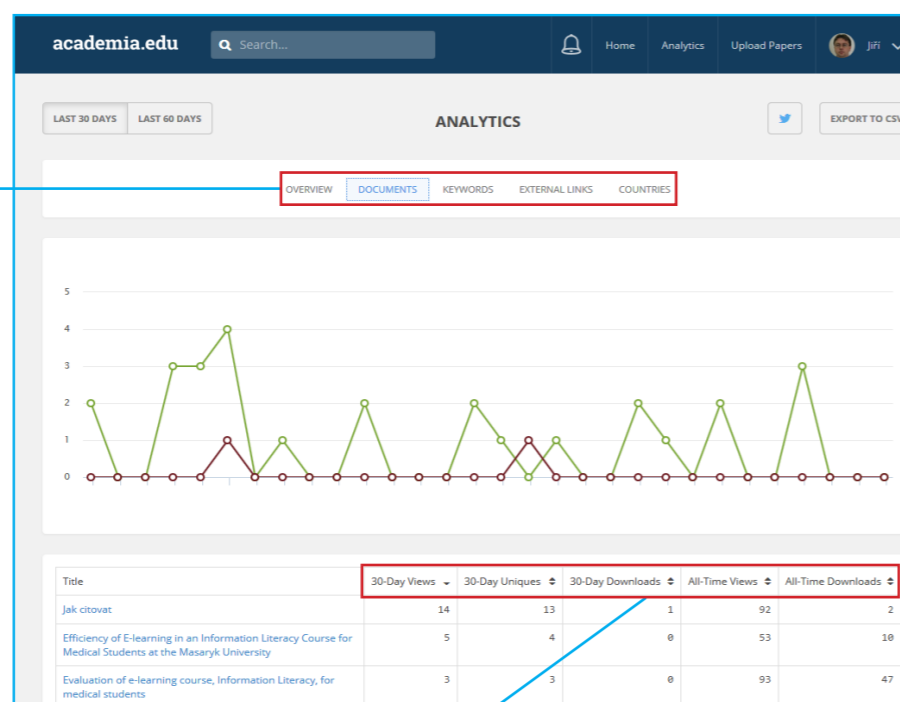 academia.edu
Search...
Home
Analytics
Upload Papers
Jiří
LAST 30 DAYS
LAST 60 DAYS
ANALYTICS
EXPORT TO CSV
OVERVIEW
DOCUMENTS
KEYWORDS
EXTERNAL LINKS
COUNTRIES
5
4
3
2
1
0
Title 30-Day Views 30-Day Uniques 30-Day Downloads All-Time Views All-Time Downloads
Jak citovat 14 13 1 92 2
Efficiency of E-learning in an Information Literacy Course for 5 4 0 53 10
Medical Students at the Masaryk University
Evaluation of e-learning course, Information Literacy, for 3 3 0 93 47
medical students